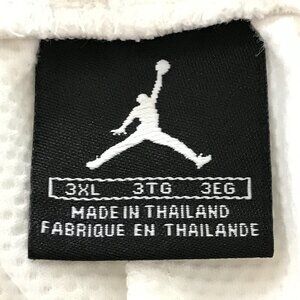 3XL 3TG 3EG
MADE IN THAILAND
FABRIQUE EN THAILANDE